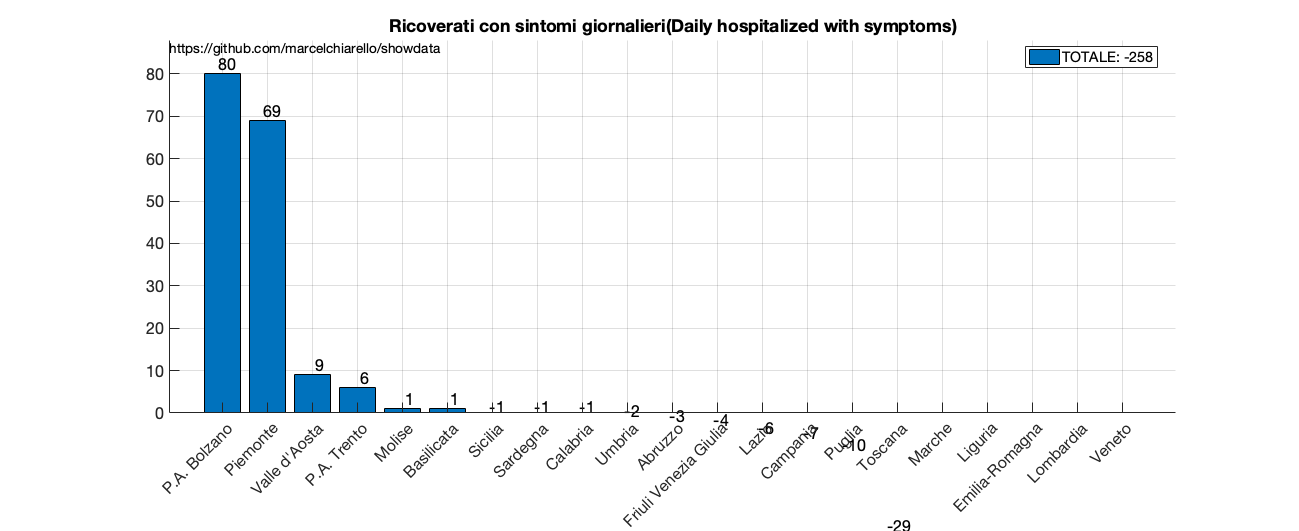 Ricoverati con sintomi giornalieri(Daily hospitalized with symptoms)
https://github.com/marcelchiarello/showdata
TOTALE: -258
80
70
60
50
40
30
20
10
0
80
69
9
6
1
1
-1
-1
-1
-2
-3
-4
-6
-7
-10
-29
P.A. Bolzano
Piemonte
Valle d'Aosta
P.A. Trento
Molise
Basilicata
Sicilia
Sardegna
Calabria
Umbria
Abruzzo
Friuli Venezia Giulia
Lazio
Campania
Puglia
Toscana
Marche
Liguria
Emilia-Romagna
Lombardia
Veneto